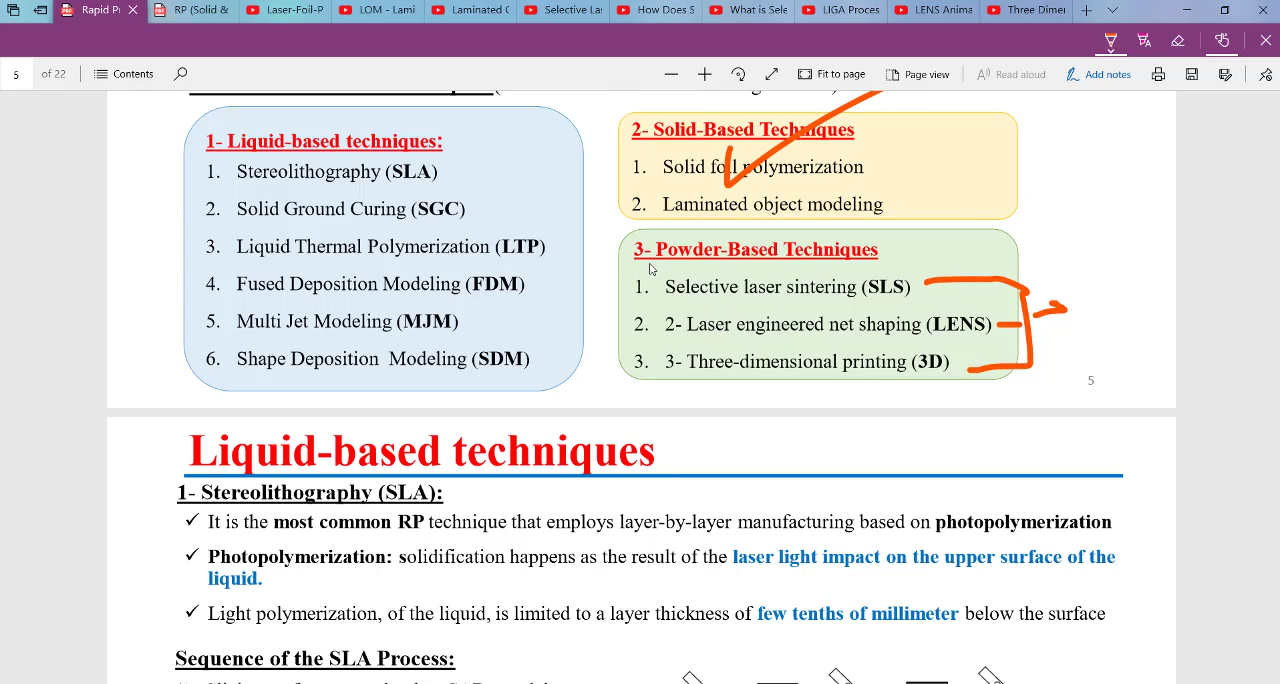 Rapid Pr
RP (Solid &
Laser-Foil-P
LOM - Lami
Laminated O
Selective Las
How Does S
What is Sele
LIGA Proces
LENS Anima
Three Dimen
5 of 22
Contents
Fit to page
Page view
Read aloud
Add notes
1- Liquid-based techniques:
1. Stereolithography (SLA)
2. Solid Ground Curing (SGC)
3. Liquid Thermal Polymerization (LTP)
4. Fused Deposition Modeling (FDM)
5. Multi Jet Modeling (MJM)
6. Shape Deposition Modeling (SDM)
2- Solid-Based Techniques
1. Solid foil polymerization
2. Laminated object modeling
3- Powder-Based Techniques
1. Selective laser sintering (SLS)
2. 2- Laser engineered net shaping (LENS)
3. 3- Three-dimensional printing (3D)
5
Liquid-based techniques
1- Stereolithography (SLA):
✓ It is the most common RP technique that employs layer-by-layer manufacturing based on photopolymerization
✓ Photopolymerization: solidification happens as the result of the laser light impact on the upper surface of the
liquid.
✓ Light polymerization, of the liquid, is limited to a layer thickness of few tenths of millimeter below the surface
Sequence of the SLA Process: